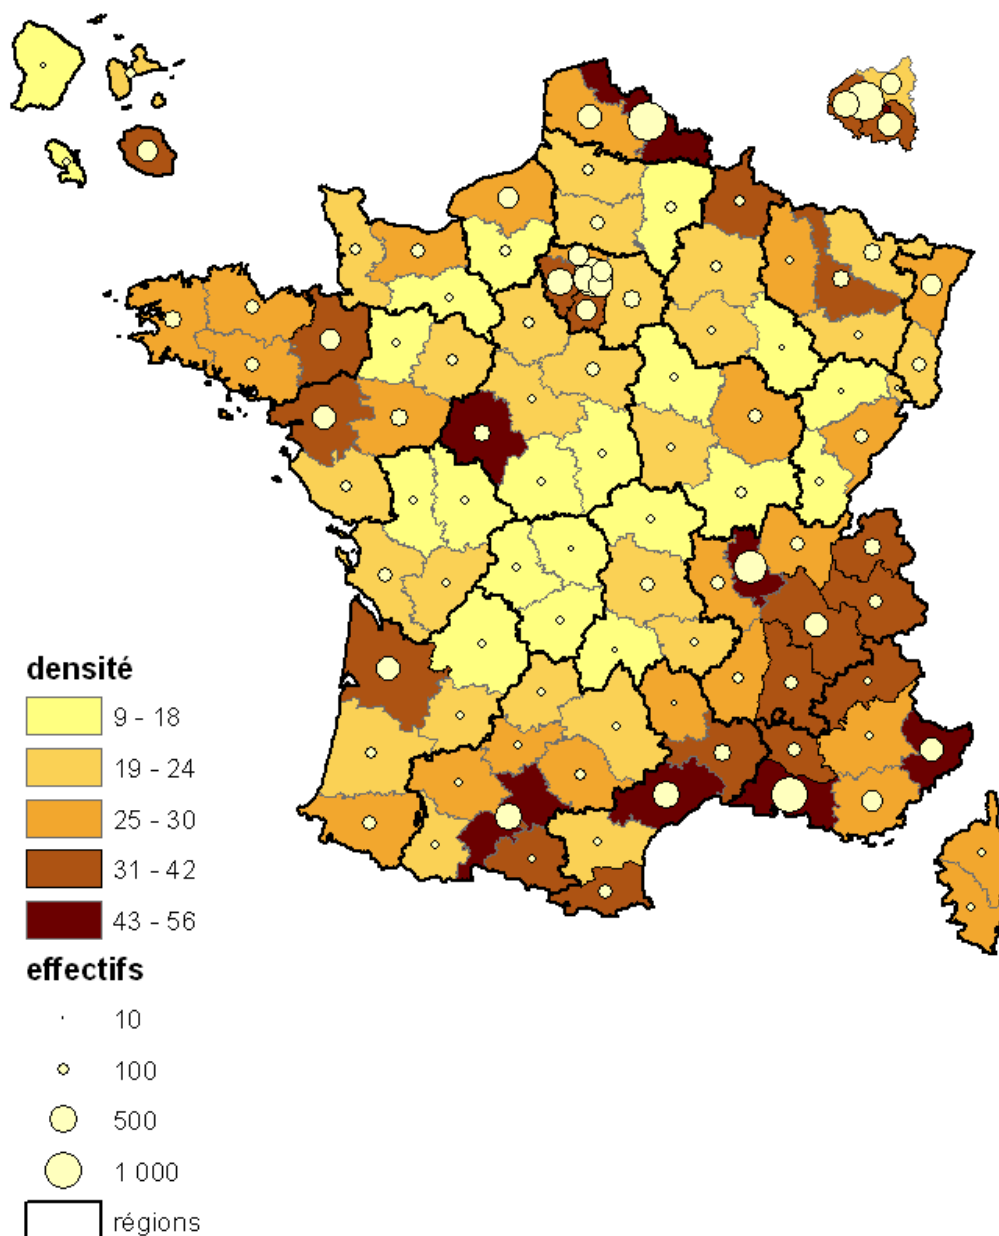 densité
9 - 18
19 - 24
25 - 30
31 - 42
43 - 56
effectifs
10
100
500
1 000
régions